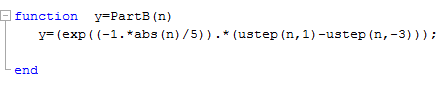 function y=PartB(n)
y=(exp((-1.*abs(n)/5)).*(ustep(n,1)-ustep(n,-3)));
end